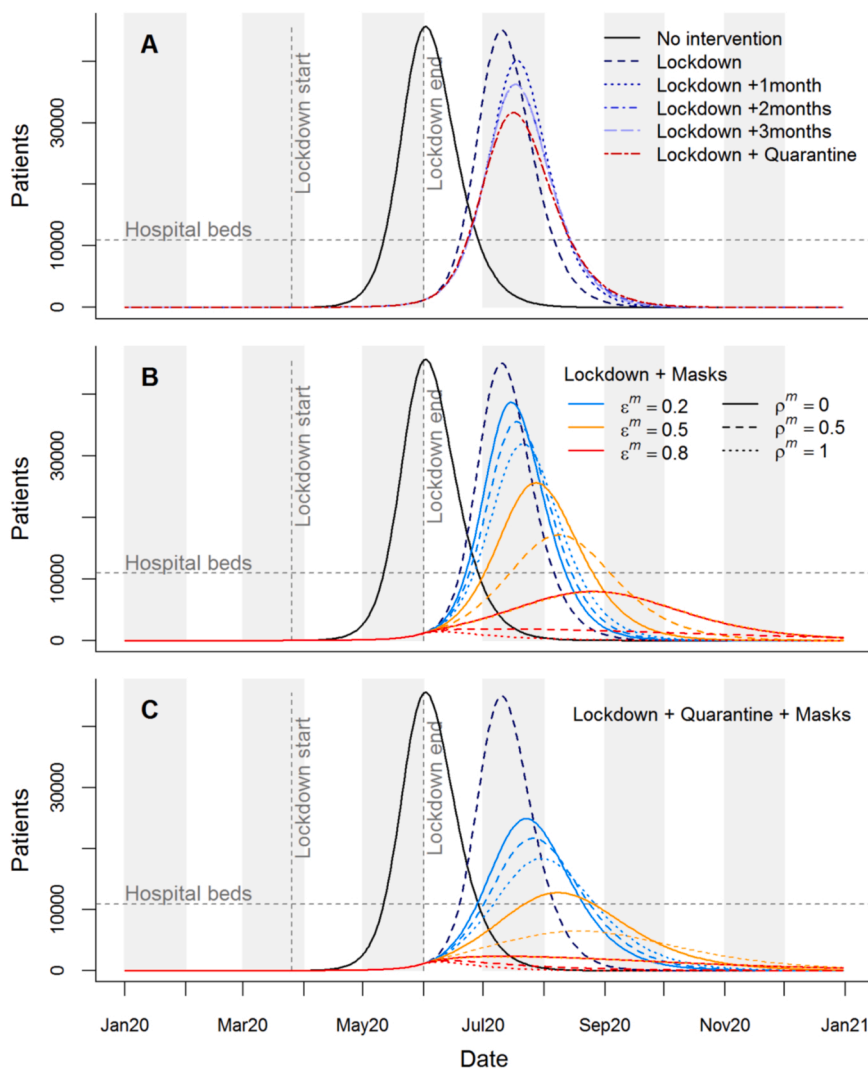 A
Lockdown start
Lockdown end
No intervention
Lockdown
Lockdown +1month
Lockdown +2months
Lockdown +3months
Lockdown + Quarantine
Patients
30000
10000
0
Hospital beds
B
Lockdown start
Lockdown end
Lockdown + Masks
εᵐ = 0.2
ρᵐ = 0
εᵐ = 0.5
ρᵐ = 0.5
εᵐ = 0.8
ρᵐ = 1
Patients
30000
10000
0
Hospital beds
C
Lockdown start
Lockdown end
Lockdown + Quarantine + Masks
Patients
30000
10000
0
Hospital beds
Jan20 Mar20 May20 Jul20 Sep20 Nov20 Jan21
Date